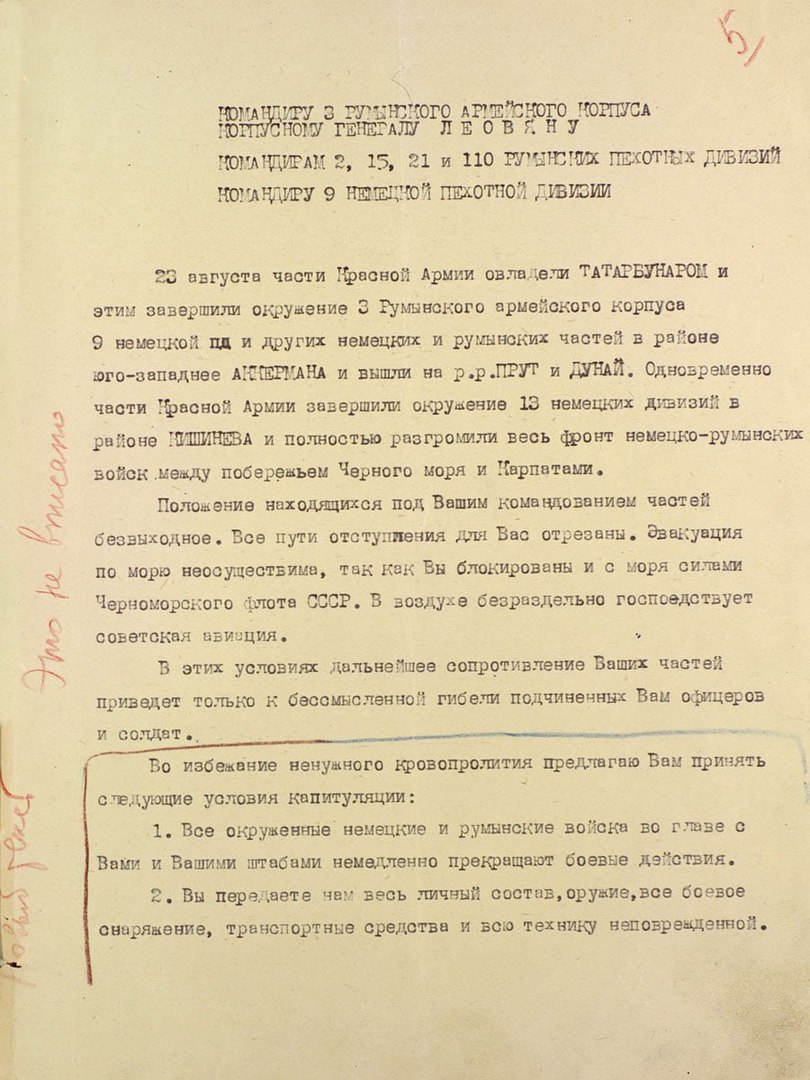 5/
КОМАНДИРУ 3 РУМЫНСКОГО АРМЕЙСКОГО КОРПУСА
КОРПУСНОМУ ГЕНЕРАЛУ Л Е О В Я Н У
КОМАНДИРАМ 2, 15, 21 и 110 РУМЫНСКИХ ПЕХОТНЫХ ДИВИЗИЙ
КОМАНДИРУ 9 НЕМЕЦКОЙ ПЕХОТНОЙ ДИВИЗИИ
23 августа части Красной Армии овладели ТАТАРБУНАРОМ и
этим завершили окружение 3 Румынского армейского корпуса
9 немецкой пд и других немецких и румынских частей в районе
юго-западнее АККЕРМАНА и вышли на р.р.ПРУТ и ДУНАЙ. Одновременно
части Красной Армии завершили окружение 13 немецких дивизий в
районе КИШИНЕВА и полностью разгромили весь фронт немецко-румынских
войск между побережьем Черного моря и Карпатами.
Положение находящихся под Вашим командованием частей
безвыходное. Все пути отступления для Вас отрезаны. Эвакуация
по морю неосуществима, так как Вы блокированы и с моря силами
Черноморского флота СССР. В воздухе безраздельно господствует
советская авиация.
В этих условиях дальнейшее сопротивление Ваших частей
приведет только к бессмысленной гибели подчиненных Вам офицеров
и солдат.
Во избежание ненужного кровопролития предлагаю Вам принять
следующие условия капитуляции:
1. Все окруженные немецкие и румынские войска во главе с
Вами и Вашими штабами немедленно прекращают боевые действия.
2. Вы передаете нам весь личный состав,оружие,все боевое
снаряжение, транспортные средства и всю технику неповрежденной.
Это не вписано